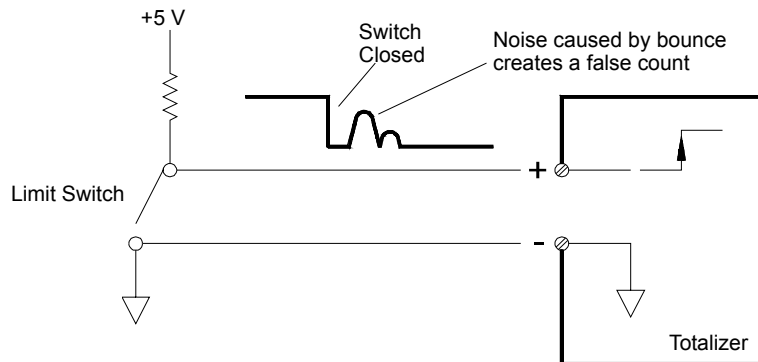 +5 V
Switch
Closed
Noise caused by bounce
creates a false count
+
Limit Switch
-
Totalizer